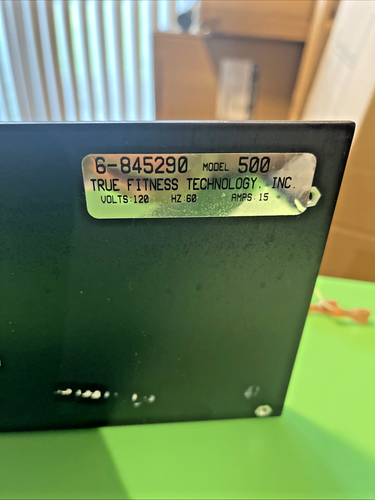 6-845290 MODEL 500
TRUE FITNESS TECHNOLOGY, INC.
VOLTS:120 HZ:60 AMPS:15